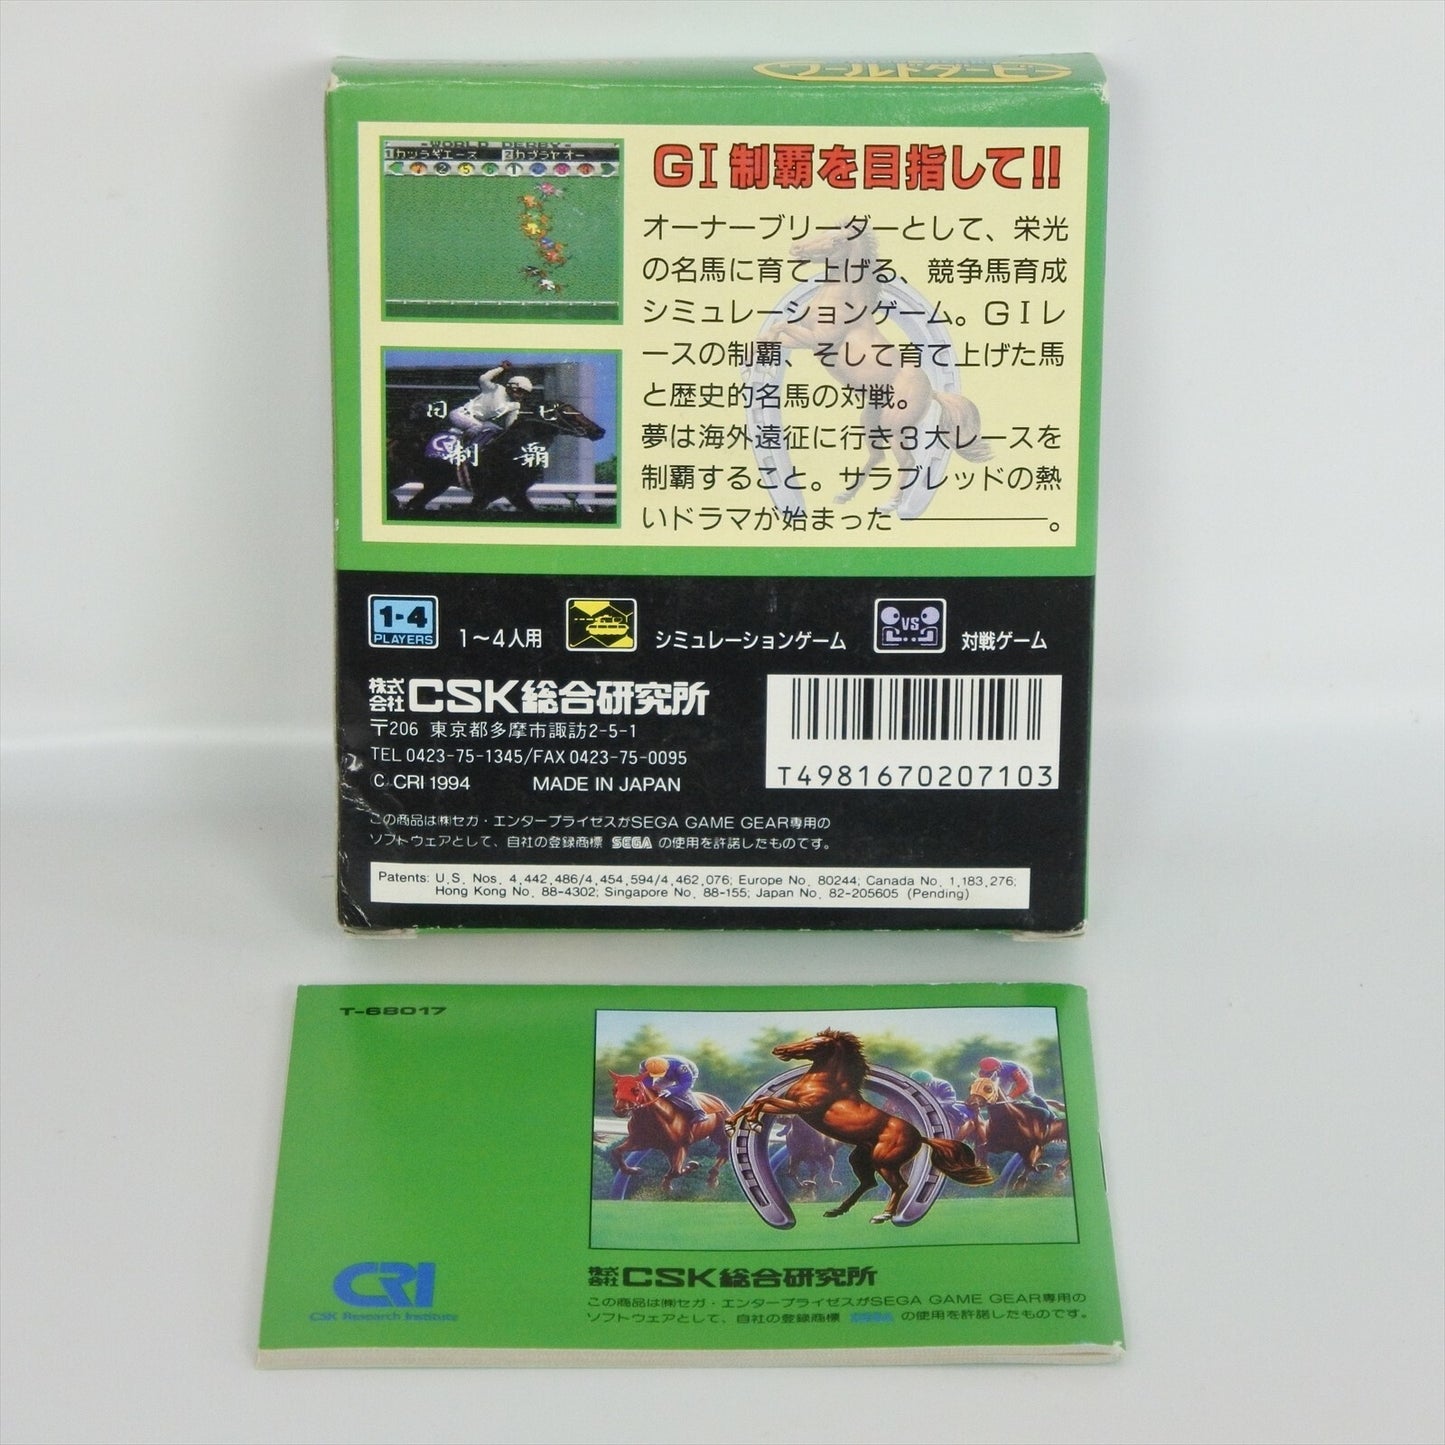 ワールドダービー
-WORLD DERBY-
1カツラギエース 2カブラヤオー
GI制覇を目指して!!
オーナーブリーダーとして、栄光
の名馬に育て上げる、競争馬育成
シミュレーションゲーム。GIレ
ースの制覇、そして育て上げた馬
と歴史的名馬の対戦。
夢は海外遠征に行き3大レースを
制覇すること。サラブレッドの熱
いドラマが始まった――――。
日本ダービー
制 覇
1-4
PLAYERS
1〜4人用
シミュレーションゲーム
VS
対戦ゲーム
株式会社CSK総合研究所
〒206 東京都多摩市諏訪2-5-1
TEL 0423-75-1345/FAX 0423-75-0095
© CRI 1994 MADE IN JAPAN
T4981670207103
この商品は㈱セガ・エンタープライゼスがSEGA GAME GEAR専用の
ソフトウェアとして、自社の登録商標 SEGA の使用を許諾したものです。
Patents: U.S. Nos. 4,442,486/4,454,594/4,462,076; Europe No. 80244; Canada No. 1,183,276;
Hong Kong No. 88-4302; Singapore No. 88-155; Japan No. 82-205605 (Pending)
T-68017
CRI
CSK Research Institute
株式会社CSK総合研究所
この商品は㈱セガ・エンタープライゼスがSEGA GAME GEAR専用の
ソフトウェアとして、自社の登録商標 SEGA の使用を許諾したものです。